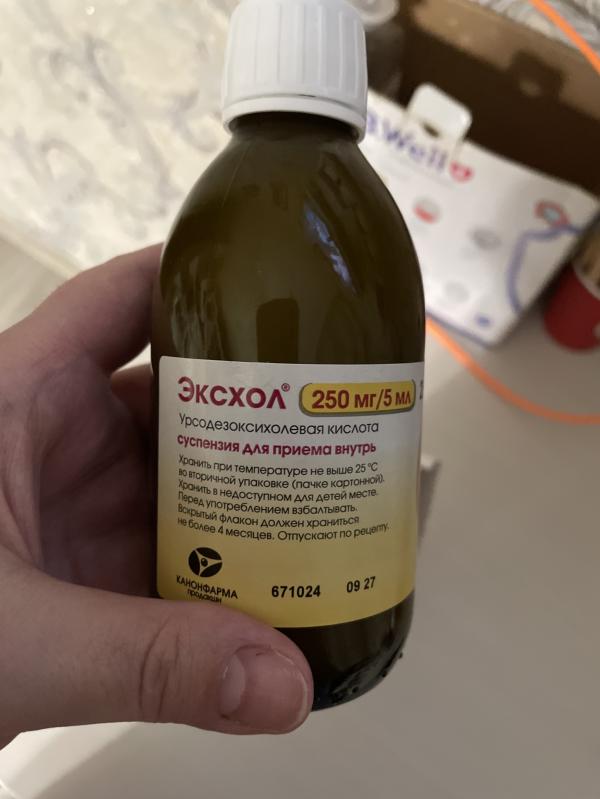 Well
ЭКСХОЛ® 250 мг/5 мл
Урсодезоксихолевая кислота
суспензия для приема внутрь
Хранить при температуре не выше 25 °C
во вторичной упаковке (пачке картонной).
Хранить в недоступном для детей месте.
Перед употреблением взбалтывать.
Вскрытый флакон должен храниться
не более 4 месяцев. Отпускают по рецепту.
КАНОНФАРМА
продакшн
671024 09 27